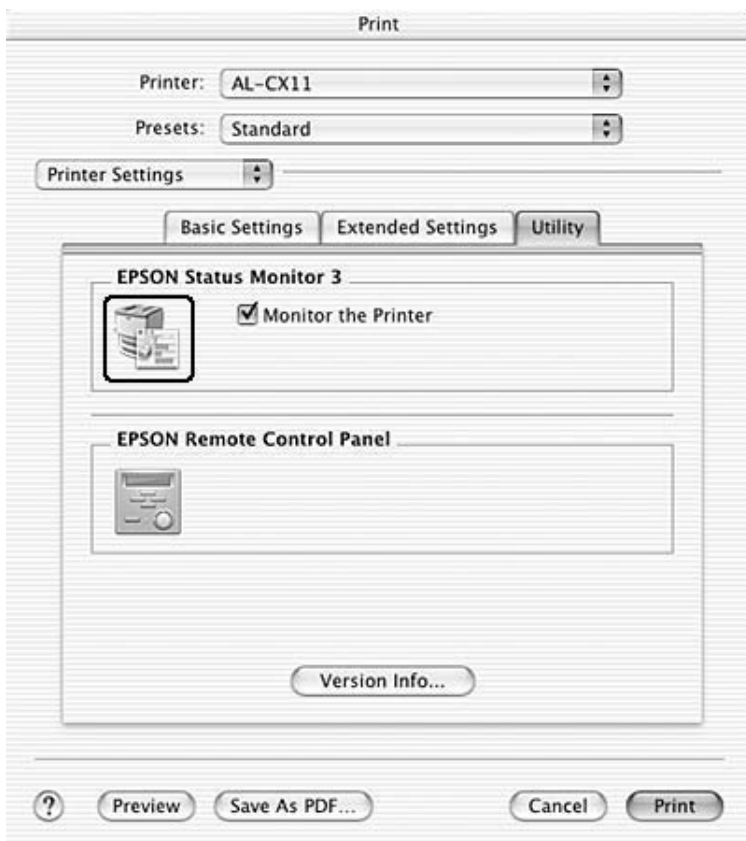 Print
Printer: AL-CX11
Presets: Standard
Printer Settings
Basic Settings Extended Settings Utility
EPSON Status Monitor 3
Monitor the Printer
EPSON Remote Control Panel
Version Info...
? Preview Save As PDF... Cancel Print